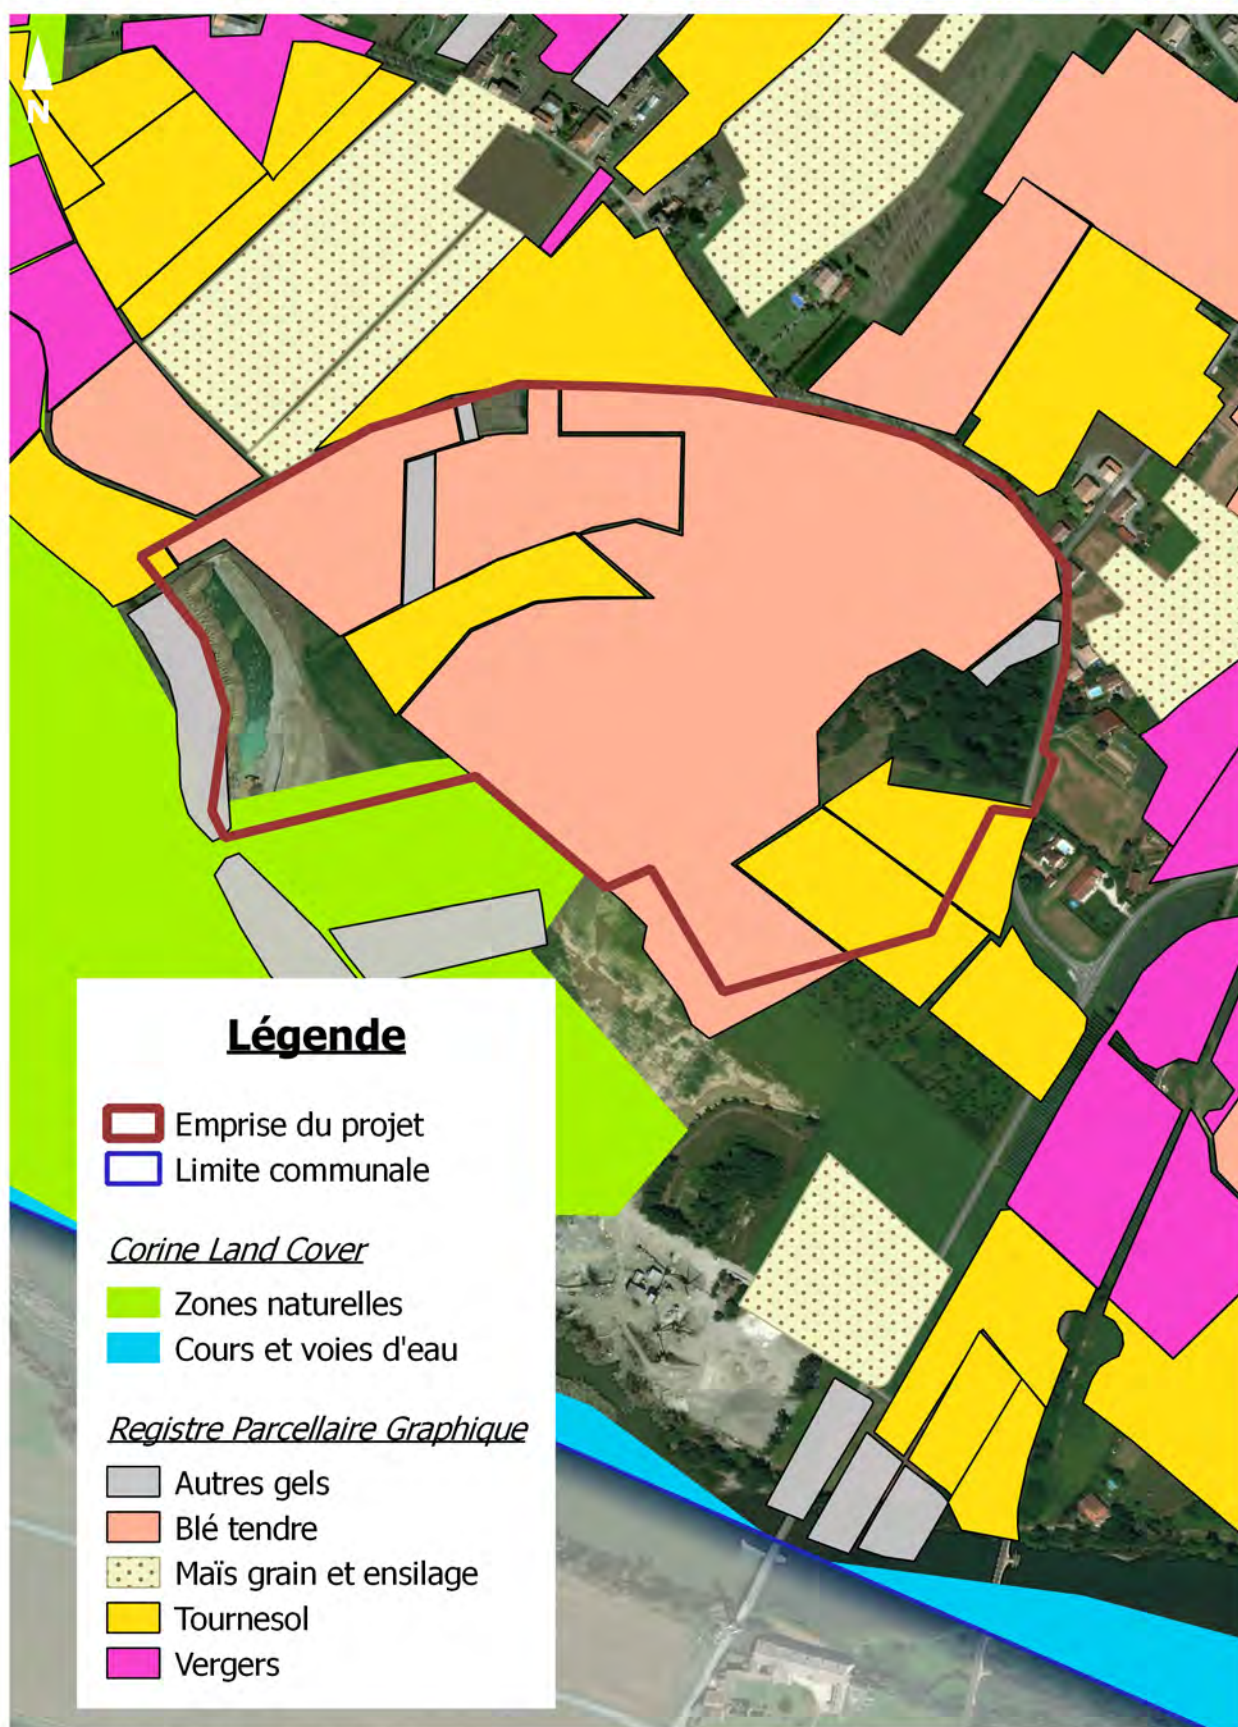 N
Légende
Emprise du projet
Limite communale
Corine Land Cover
Zones naturelles
Cours et voies d'eau
Registre Parcellaire Graphique
Autres gels
Blé tendre
Maïs grain et ensilage
Tournesol
Vergers